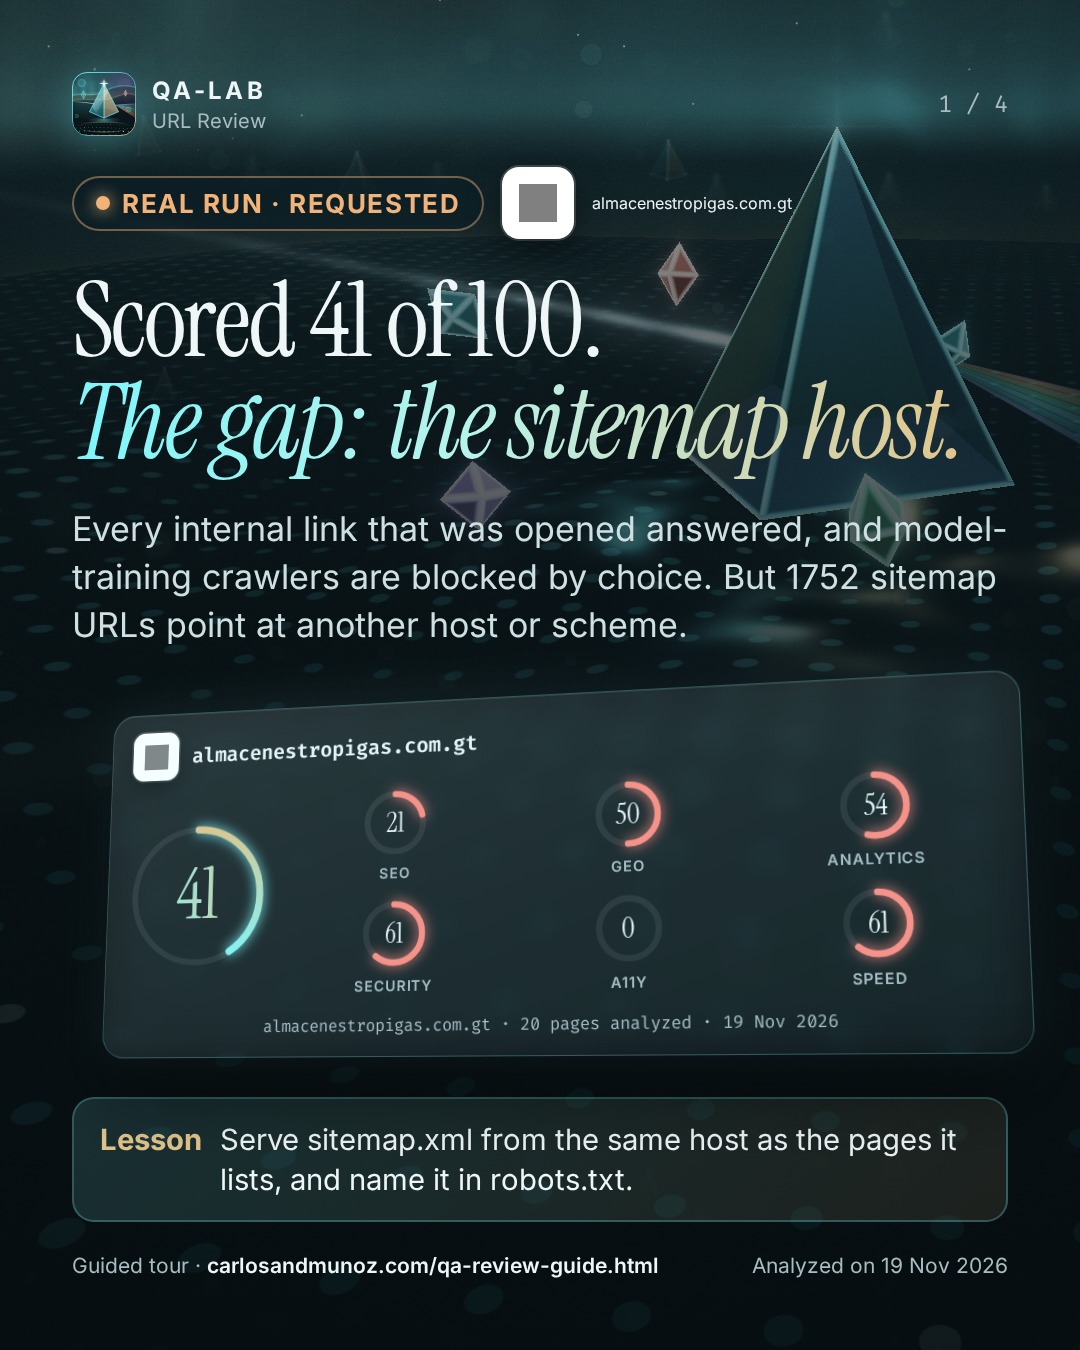 QA-LAB
URL Review
1 / 4
REAL RUN · REQUESTED
almacenestropigas.com.gt
Scored 41 of 100.
The gap: the sitemap host.
Every internal link that was opened answered, and model-
training crawlers are blocked by choice. But 1752 sitemap
URLs point at another host or scheme.
almacenestropigas.com.gt
41
21
SEO
50
GEO
54
ANALYTICS
61
SECURITY
0
A11Y
61
SPEED
almacenestropigas.com.gt · 20 pages analyzed · 19 Nov 2026
Lesson Serve sitemap.xml from the same host as the pages it
lists, and name it in robots.txt.
Guided tour · carlosandmunoz.com/qa-review-guide.html
Analyzed on 19 Nov 2026